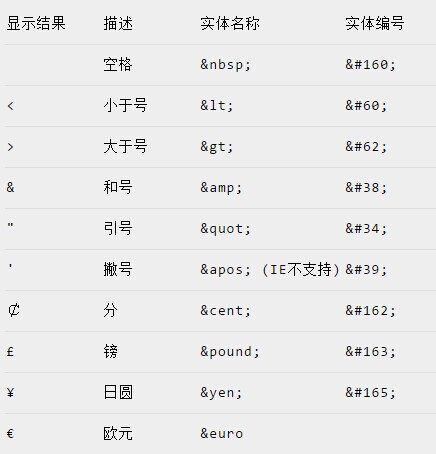 显示结果 描述 实体名称 实体编号
空格 &amp;nbsp; &amp;#160;
< 小于号 &amp;lt; &amp;#60;
> 大于号 &amp;gt; &amp;#62;
& 和号 &amp;amp; &amp;#38;
" 引号 &amp;quot; &amp;#34;
' 撇号 &amp;apos; (IE不支持) &amp;#39;
₡ 分 &amp;cent; &amp;#162;
£ 镑 &amp;pound; &amp;#163;
¥ 日圆 &amp;yen; &amp;#165;
€ 欧元 &amp;euro